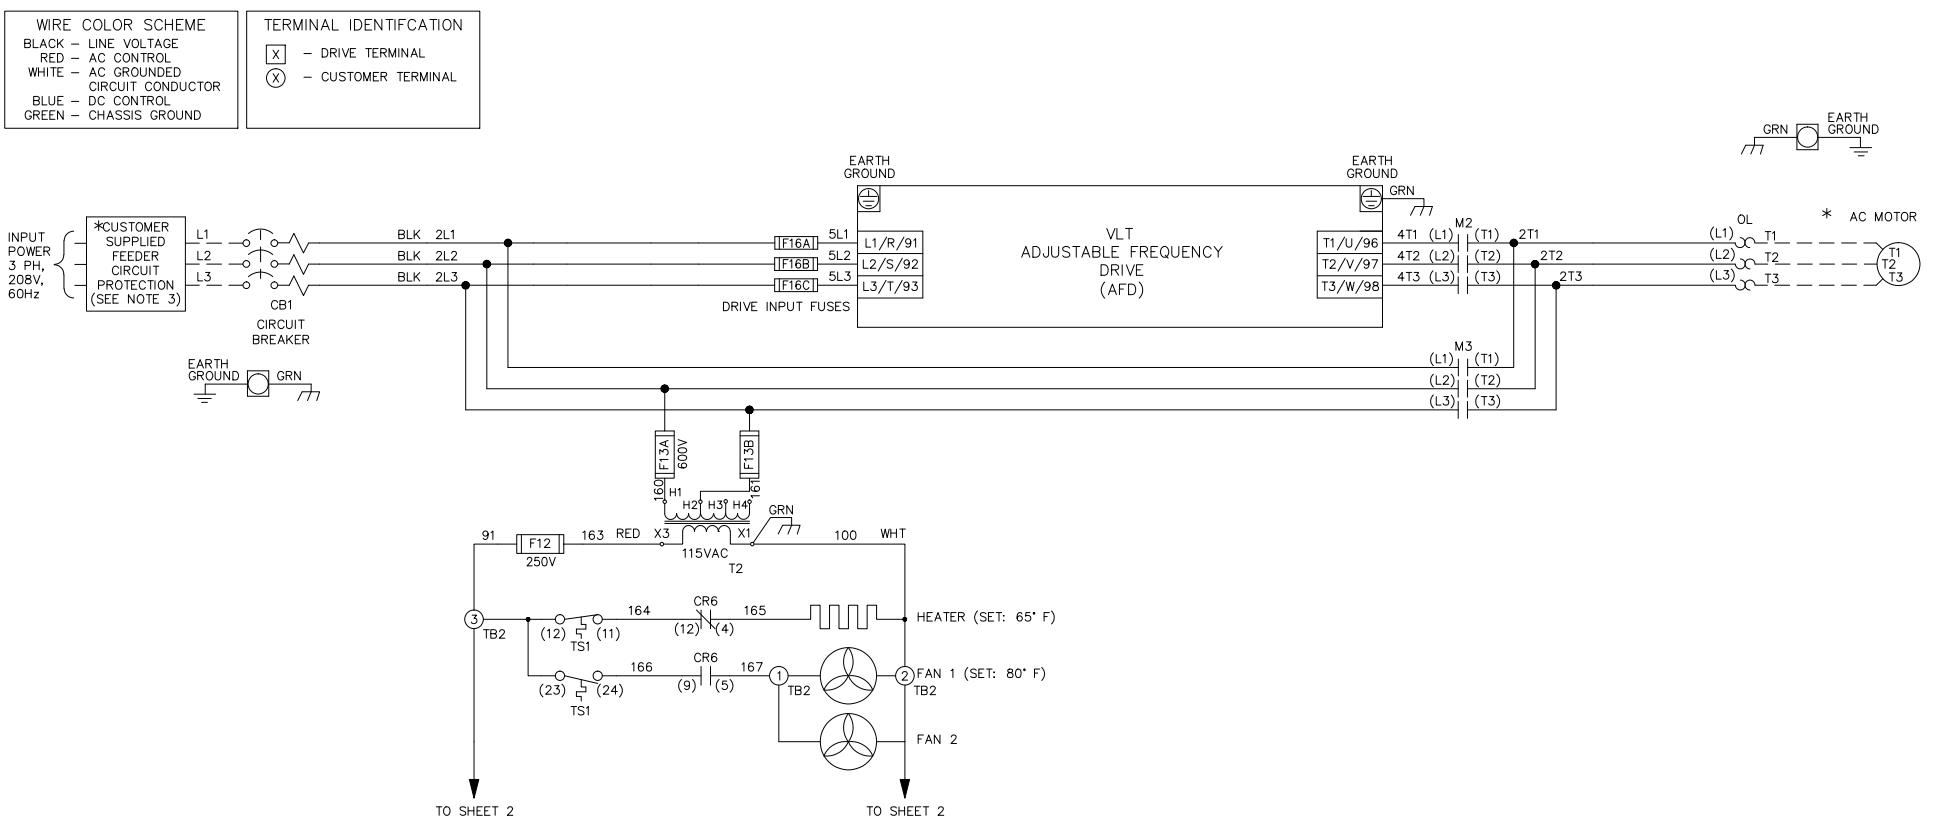 WIRE COLOR SCHEME
BLACK – LINE VOLTAGE
RED – AC CONTROL
WHITE – AC GROUNDED
CIRCUIT CONDUCTOR
BLUE – DC CONTROL
GREEN – CHASSIS GROUND
TERMINAL IDENTIFCATION
X – DRIVE TERMINAL
X – CUSTOMER TERMINAL
GRN
EARTH
GROUND
INPUT
POWER
3 PH,
208V,
60Hz
*CUSTOMER
SUPPLIED
FEEDER
CIRCUIT
PROTECTION
(SEE NOTE 3)
L1
L2
L3
CB1
CIRCUIT
BREAKER
EARTH
GROUND
GRN
BLK 2L1
BLK 2L2
BLK 2L3
F16A
F16B
F16C
DRIVE INPUT FUSES
5L1
5L2
5L3
EARTH
GROUND
L1/R/91
L2/S/92
L3/T/93
VLT
ADJUSTABLE FREQUENCY
DRIVE
(AFD)
EARTH
GROUND
GRN
T1/U/96
T2/V/97
T3/W/98
4T1 (L1) M2 (T1) 2T1
4T2 (L2) (T2) 2T2
4T3 (L3) (T3) 2T3
OL
(L1) T1
(L2) T2
(L3) T3
* AC MOTOR
T1
T2
T3
M3
(L1) (T1)
(L2) (T2)
(L3) (T3)
F13A
600V
F13B
160
161
H1
H2
H3
H4
GRN
91
F12
250V
163
RED
X3
X1
115VAC
T2
100
WHT
3
TB2
(12)
(11)
TS1
164
CR6
(12)
(4)
165
HEATER (SET: 65° F)
(23)
(24)
TS1
166
CR6
(9)
(5)
167
1
TB2
2
TB2
FAN 1 (SET: 80° F)
FAN 2
TO SHEET 2
TO SHEET 2